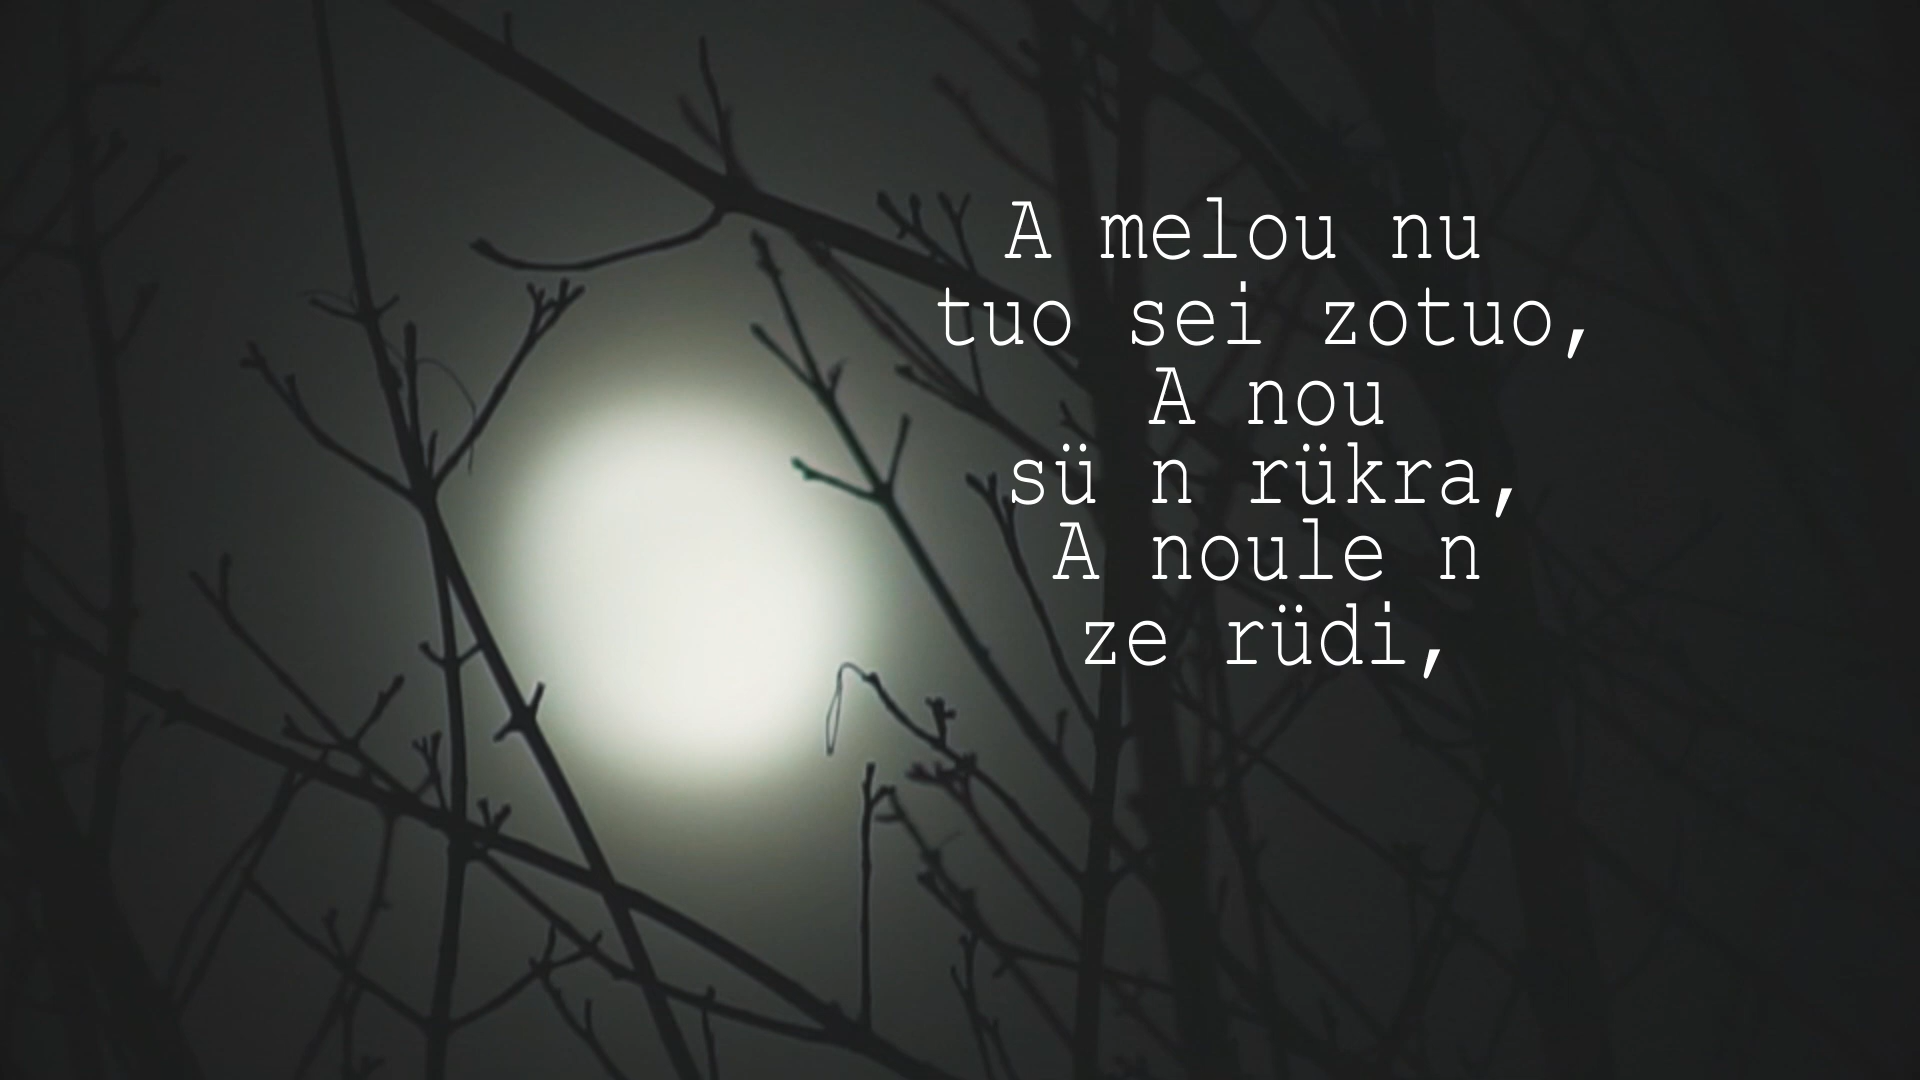 A melou nu
tuo sei zotuo,
A nou
sü n rükra,
A noule n
ze rüdi,